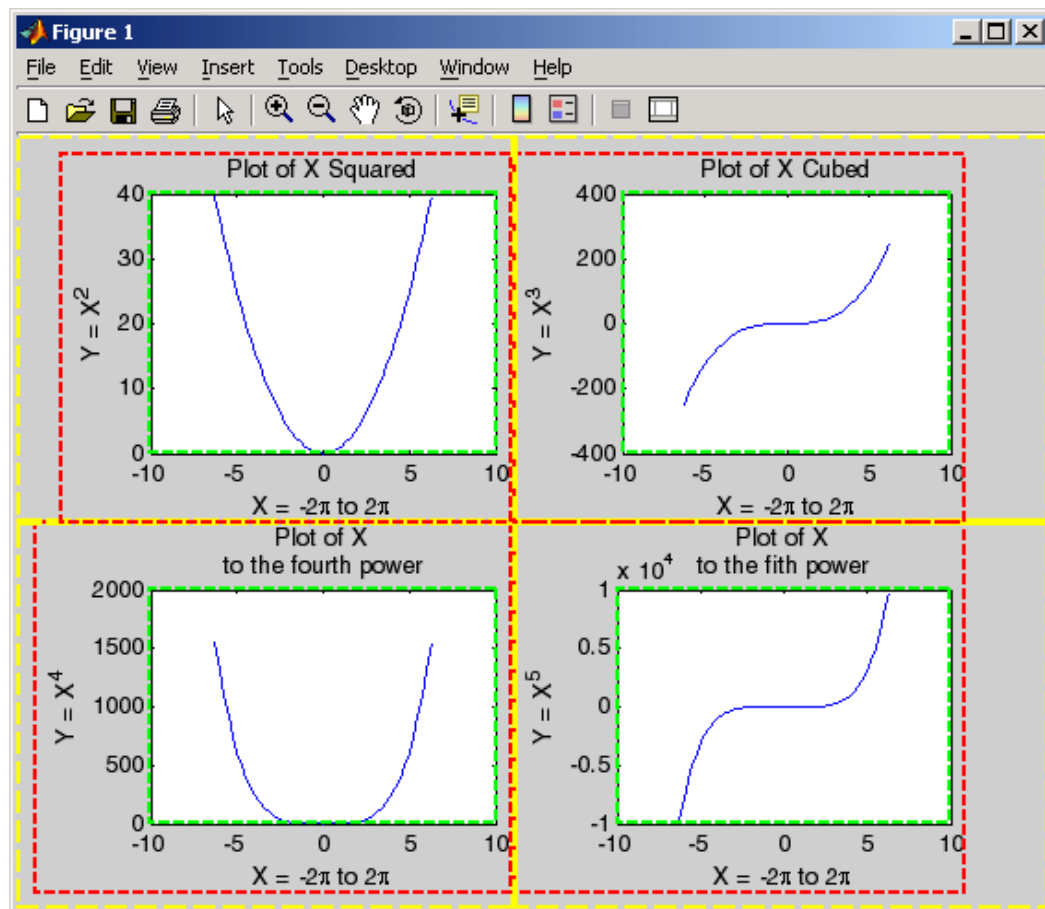 Figure 1
File Edit View Insert Tools Desktop Window Help
Plot of X Squared
40
30
20
10
0
Y = X²
-10 -5 0 5 10
X = -2π to 2π
Plot of X Cubed
400
200
0
-200
-400
Y = X³
-10 -5 0 5 10
X = -2π to 2π
Plot of X
to the fourth power
2000
1500
1000
500
0
Y = X⁴
-10 -5 0 5 10
X = -2π to 2π
Plot of X
to the fith power
x 10⁴
1
0.5
0
-0.5
-1
Y = X⁵
-10 -5 0 5 10
X = -2π to 2π